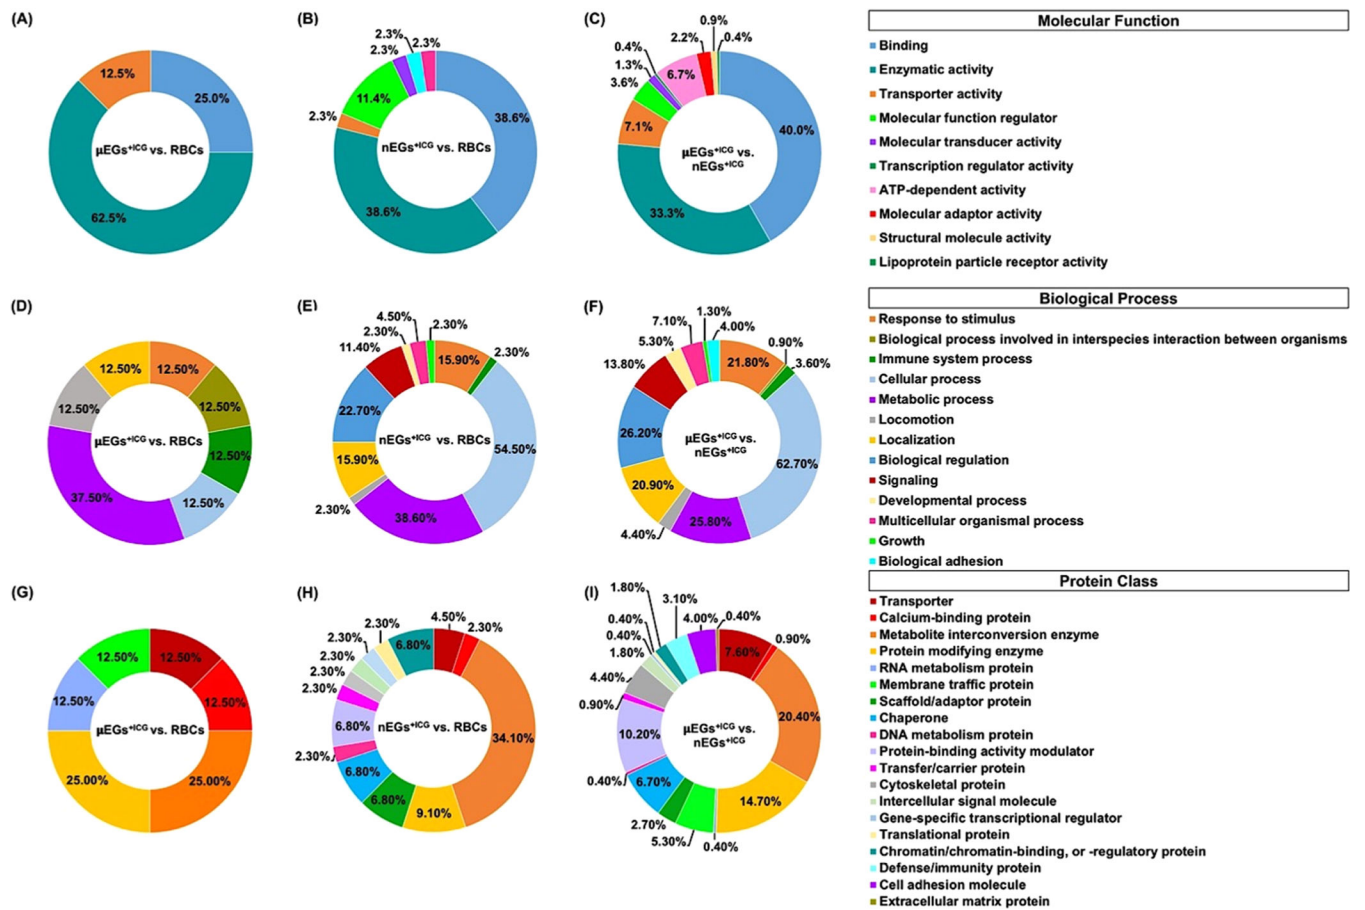 (A)
12.5%
25.0%
μEGs⁺ᴵᶜᴳ vs. RBCs
62.5%
(B)
2.3%
2.3%
2.3%
11.4%
38.6%
2.3%
nEGs⁺ᴵᶜᴳ vs. RBCs
38.6%
(C)
0.9%
2.2%
0.4%
0.4%
1.3%
6.7%
3.6%
7.1%
40.0%
μEGs⁺ᴵᶜᴳ vs.
nEGs⁺ᴵᶜᴳ
33.3%
Molecular Function
Binding
Enzymatic activity
Transporter activity
Molecular function regulator
Molecular transducer activity
Transcription regulator activity
ATP-dependent activity
Molecular adaptor activity
Structural molecule activity
Lipoprotein particle receptor activity
(D)
12.50%
12.50%
12.50%
12.50%
μEGs⁺ᴵᶜᴳ vs. RBCs
12.50%
37.50%
12.50%
(E)
4.50%
2.30%
2.30%
11.40%
15.90%
2.30%
22.70%
nEGs⁺ᴵᶜᴳ vs. RBCs
54.50%
15.90%
2.30%
38.60%
(F)
1.30%
7.10%
4.00%
5.30%
0.90%
13.80%
21.80%
3.60%
26.20%
μEGs⁺ᴵᶜᴳ vs.
nEGs⁺ᴵᶜᴳ
62.70%
20.90%
25.80%
4.40%
Biological Process
Response to stimulus
Biological process involved in interspecies interaction between organisms
Immune system process
Cellular process
Metabolic process
Locomotion
Localization
Biological regulation
Signaling
Developmental process
Multicellular organismal process
Growth
Biological adhesion
(G)
12.50%
12.50%
12.50%
12.50%
μEGs⁺ᴵᶜᴳ vs. RBCs
25.00%
25.00%
(H)
4.50%
2.30%
2.30%
2.30%
6.80%
2.30%
2.30%
2.30%
6.80%
nEGs⁺ᴵᶜᴳ vs. RBCs
34.10%
2.30%
6.80%
6.80%
9.10%
(I)
1.80%
3.10%
0.40%
4.00%
0.40%
0.40%
0.90%
1.80%
7.60%
4.40%
0.90%
20.40%
10.20%
μEGs⁺ᴵᶜᴳ vs.
nEGs⁺ᴵᶜᴳ
0.40%
6.70%
14.70%
2.70%
5.30%
0.40%
Protein Class
Transporter
Calcium-binding protein
Metabolite interconversion enzyme
Protein modifying enzyme
RNA metabolism protein
Membrane traffic protein
Scaffold/adaptor protein
Chaperone
DNA metabolism protein
Protein-binding activity modulator
Transfer/carrier protein
Cytoskeletal protein
Intercellular signal molecule
Gene-specific transcriptional regulator
Translational protein
Chromatin/chromatin-binding, or -regulatory protein
Defense/immunity protein
Cell adhesion molecule
Extracellular matrix protein